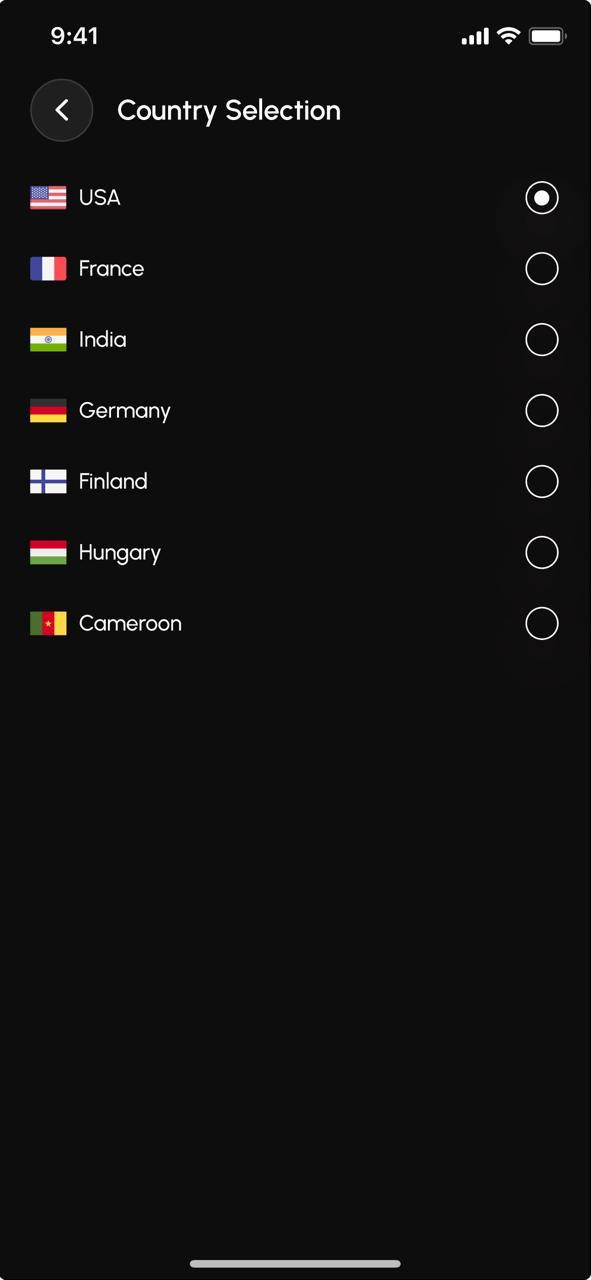 9:41
Country Selection
USA
France
India
Germany
Finland
Hungary
Cameroon